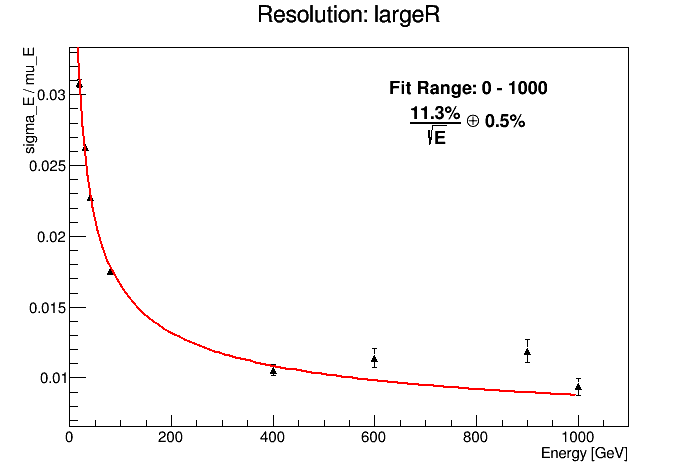 Resolution: largeR
sigma_E / mu_E
0.03
0.025
0.02
0.015
0.01
Fit Range: 0 - 1000
11.3%
√E
⊕ 0.5%
0 200 400 600 800 1000
Energy [GeV]